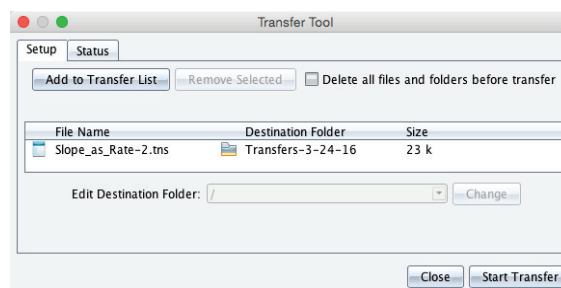 Transfer Tool
Setup Status
Add to Transfer List Remove Selected Delete all files and folders before transfer
File Name Destination Folder Size
Slope_as_Rate-2.tns Transfers-3-24-16 23 k
Edit Destination Folder: / Change
Close Start Transfer